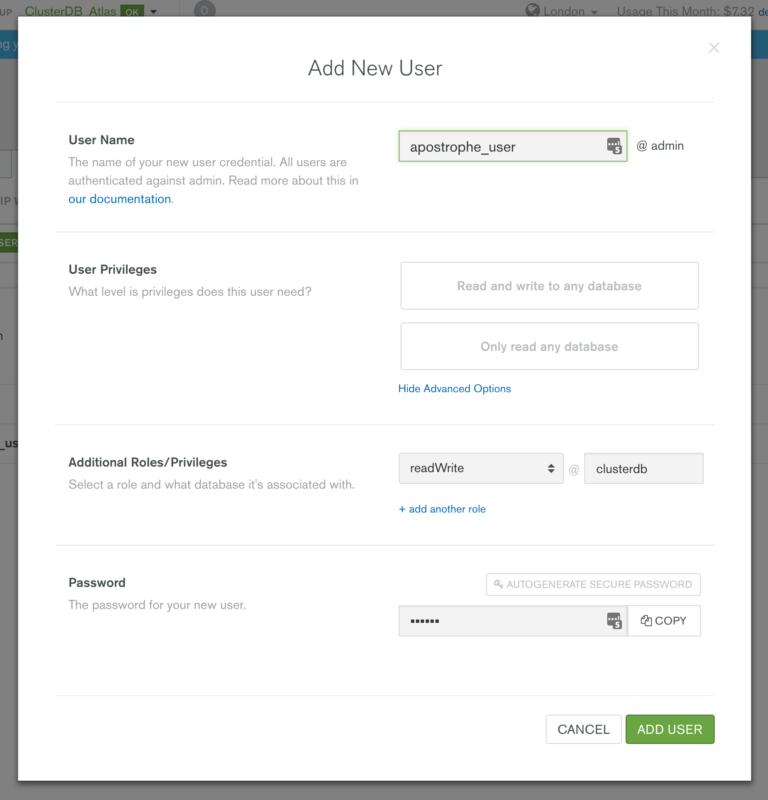 UP ClusterDB_Atlas OK 0 London Usage This Month: $7.32 de
Add New User
User Name
apostrophe_user @ admin
The name of your new user credential. All users are
authenticated against admin. Read more about this in
our documentation.
User Privileges
What level is privileges does this user need?
Read and write to any database
Only read any database
Hide Advanced Options
Additional Roles/Privileges
Select a role and what database it's associated with.
readWrite @ clusterdb
+ add another role
Password
The password for your new user.
AUTOGENERATE SECURE PASSWORD
•••••• COPY
CANCEL ADD USER